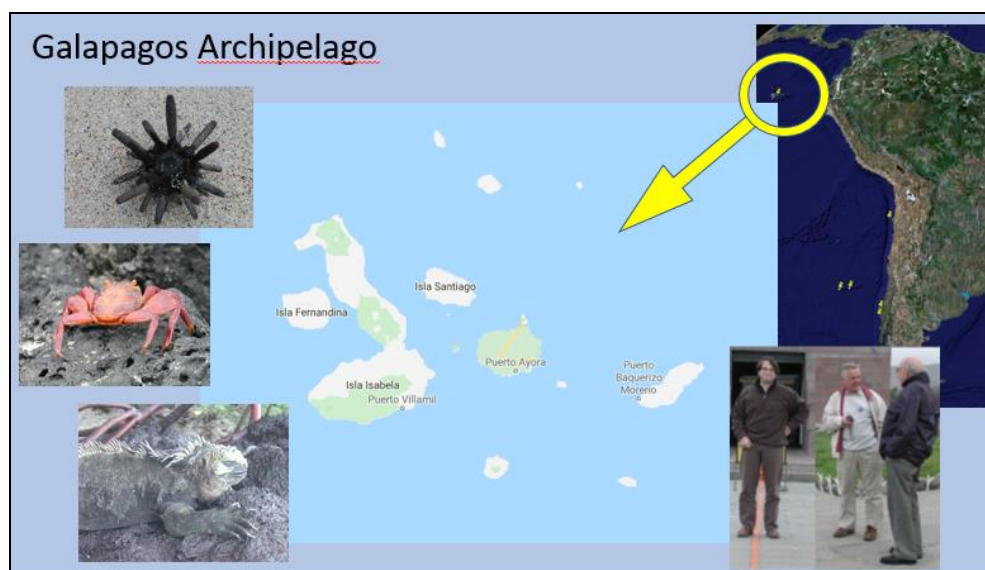 Galapagos Archipelago
Isla Santiago
Isla Fernandina
Puerto Ayora
Puerto
Baquerizo
Moreno
Isla Isabela
Puerto Villamil